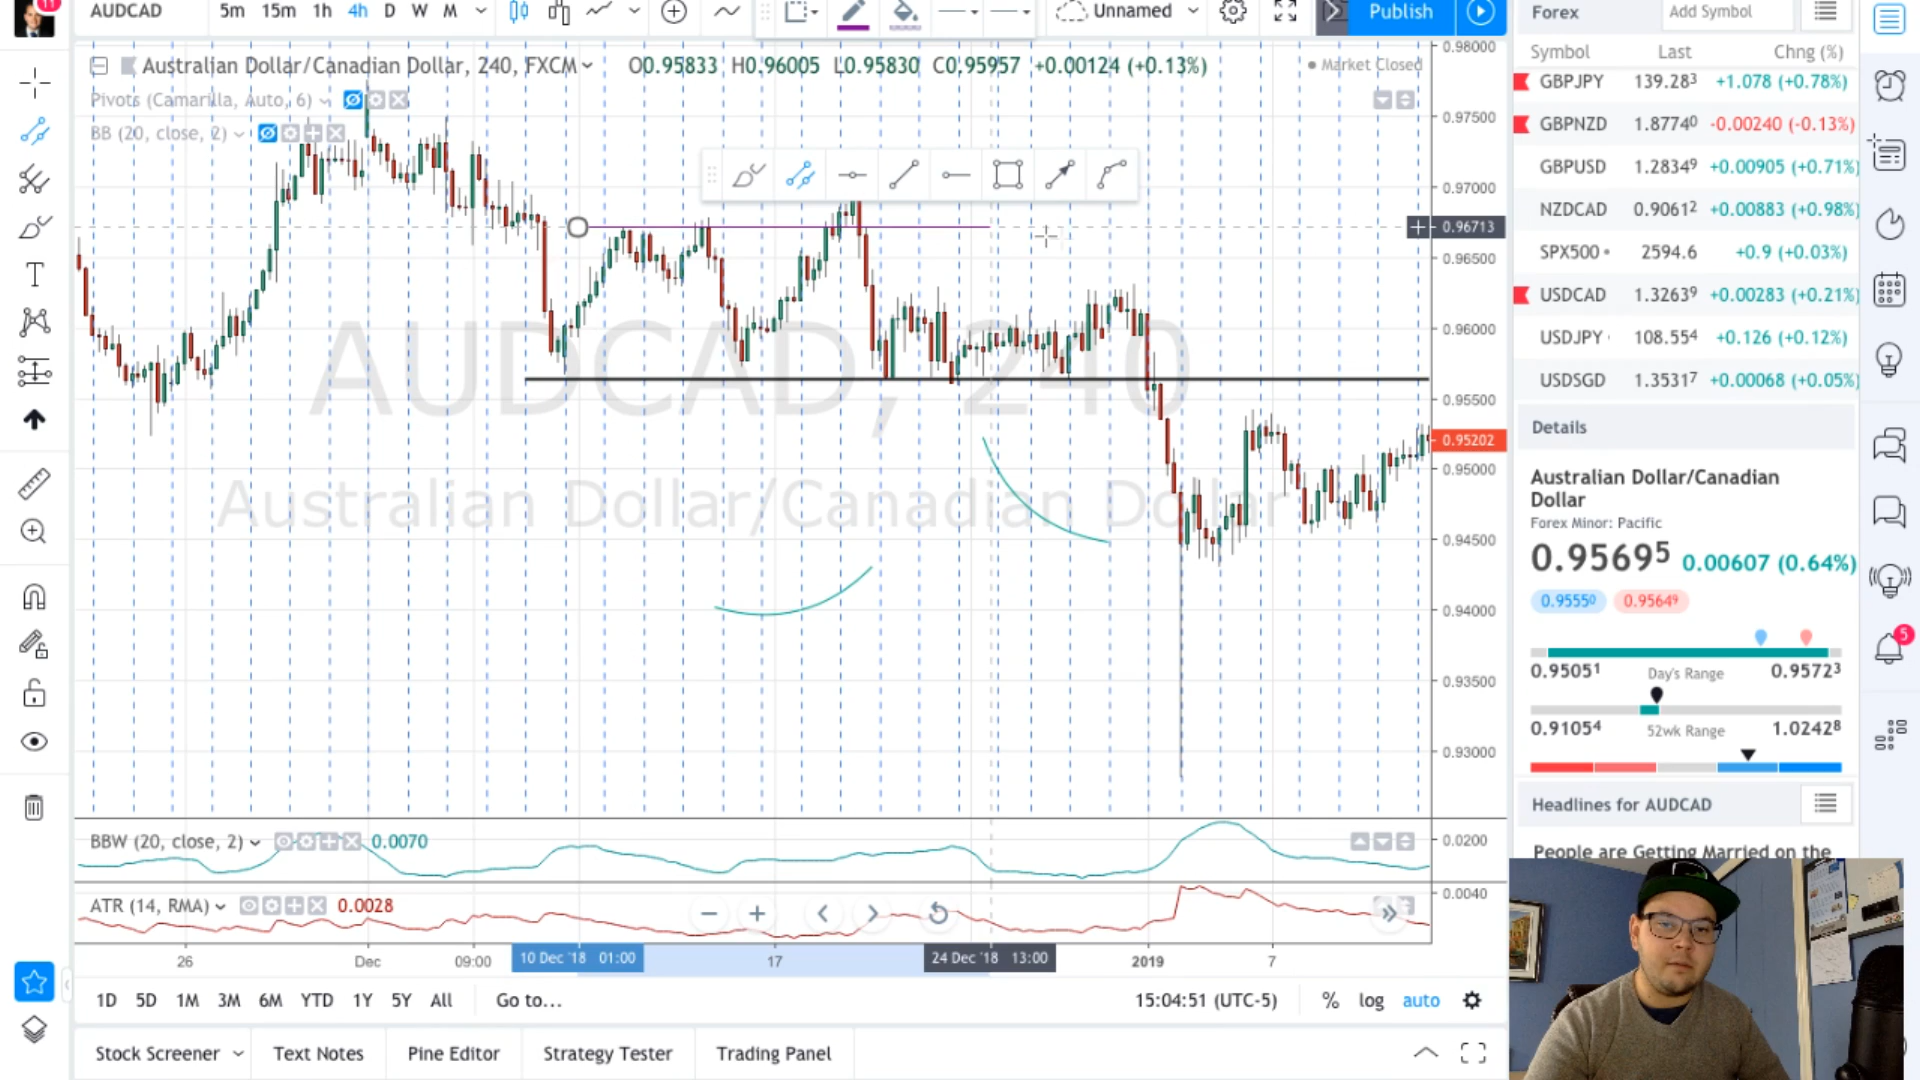 11
AUDCAD 5m 15m 1h 4h D W M Unnamed Publish
Forex Add Symbol
Symbol Last Chng (%)
GBPJPY 139.283 +1.078 (+0.78%)
GBPNZD 1.87740 -0.00240 (-0.13%)
GBPUSD 1.28349 +0.00905 (+0.71%)
NZDCAD 0.90612 +0.00883 (+0.98%)
SPX500 2594.6 +0.9 (+0.03%)
USDCAD 1.32639 +0.00283 (+0.21%)
USDJPY 108.554 +0.126 (+0.12%)
USDSGD 1.35317 +0.00068 (+0.05%)
Details
Australian Dollar/Canadian
Dollar
Forex Minor: Pacific
0.95695 0.00607 (0.64%)
0.95550 0.95649
0.95051 Day's Range 0.95723
0.91054 52wk Range 1.02428
Headlines for AUDCAD
People are Getting Married on the
5
Australian Dollar/Canadian Dollar, 240, FXCM O0.95833 H0.96005 L0.95830 C0.95957 +0.00124 (+0.13%) Market Closed
Pivots (Camarilla, Auto, 6)
BB (20, close, 2)
AUDCAD, 240
Australian Dollar/Canadian Dollar
0.98000
0.97500
0.97000
0.96713
0.96500
0.96000
0.95500
0.95202
0.95000
0.94500
0.94000
0.93500
0.93000
BBW (20, close, 2) 0.0070
0.0200
ATR (14, RMA) 0.0028
0.0040
26 Dec 09:00 10 Dec '18 01:00 17 24 Dec '18 13:00 2019 7
1D 5D 1M 3M 6M YTD 1Y 5Y All Go to... 15:04:51 (UTC-5) % log auto
Stock Screener Text Notes Pine Editor Strategy Tester Trading Panel